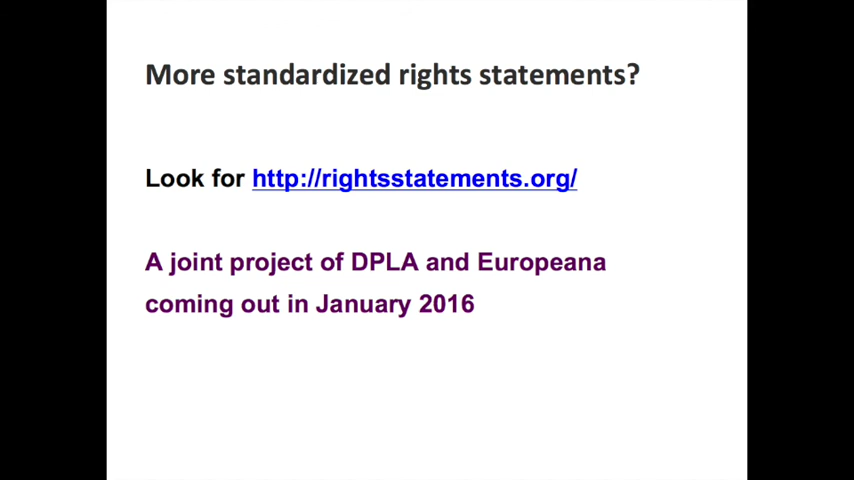 More standardized rights statements?
Look for http://rightsstatements.org/
A joint project of DPLA and Europeana
coming out in January 2016